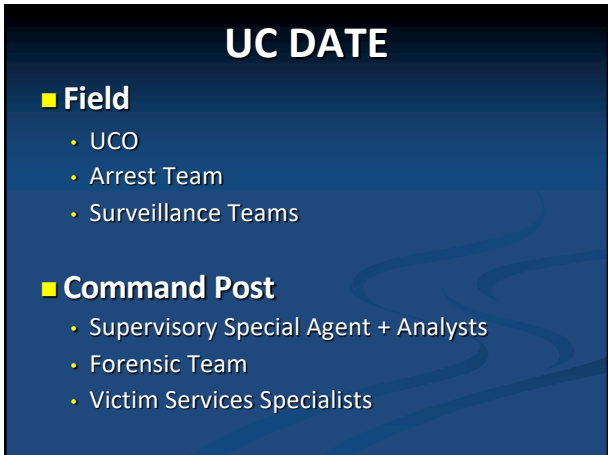 UC DATE
Field
UCO
Arrest Team
Surveillance Teams
Command Post
Supervisory Special Agent + Analysts
Forensic Team
Victim Services Specialists